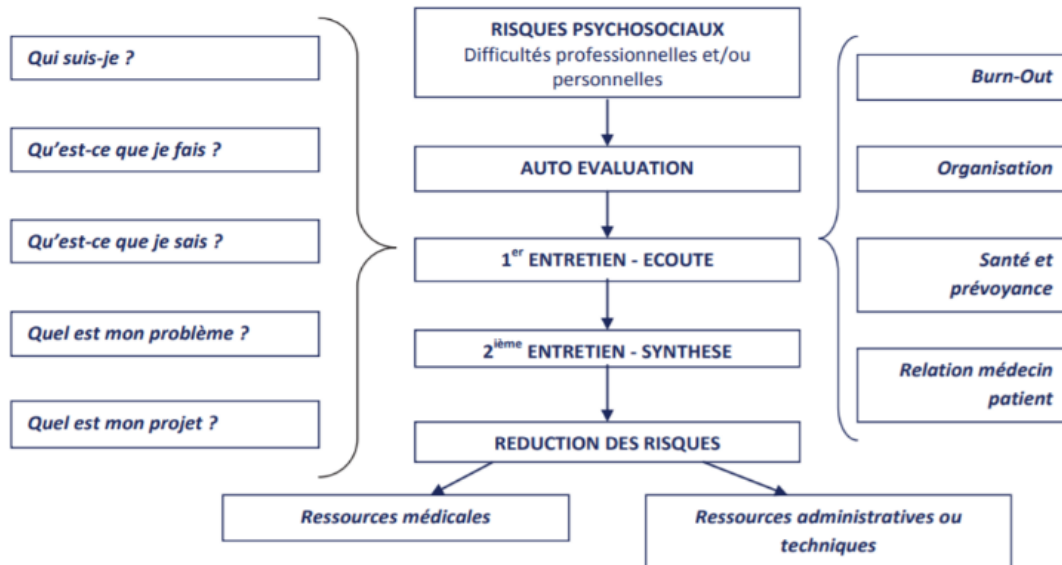 Qui suis-je ?
Qu’est-ce que je fais ?
Qu’est-ce que je sais ?
Quel est mon problème ?
Quel est mon projet ?
RISQUES PSYCHOSOCIAUX
Difficultés professionnelles et/ou
personnelles
AUTO EVALUATION
1er ENTRETIEN - ECOUTE
2ième ENTRETIEN - SYNTHESE
REDUCTION DES RISQUES
Burn-Out
Organisation
Santé et
prévoyance
Relation médecin
patient
Ressources médicales
Ressources administratives ou
techniques